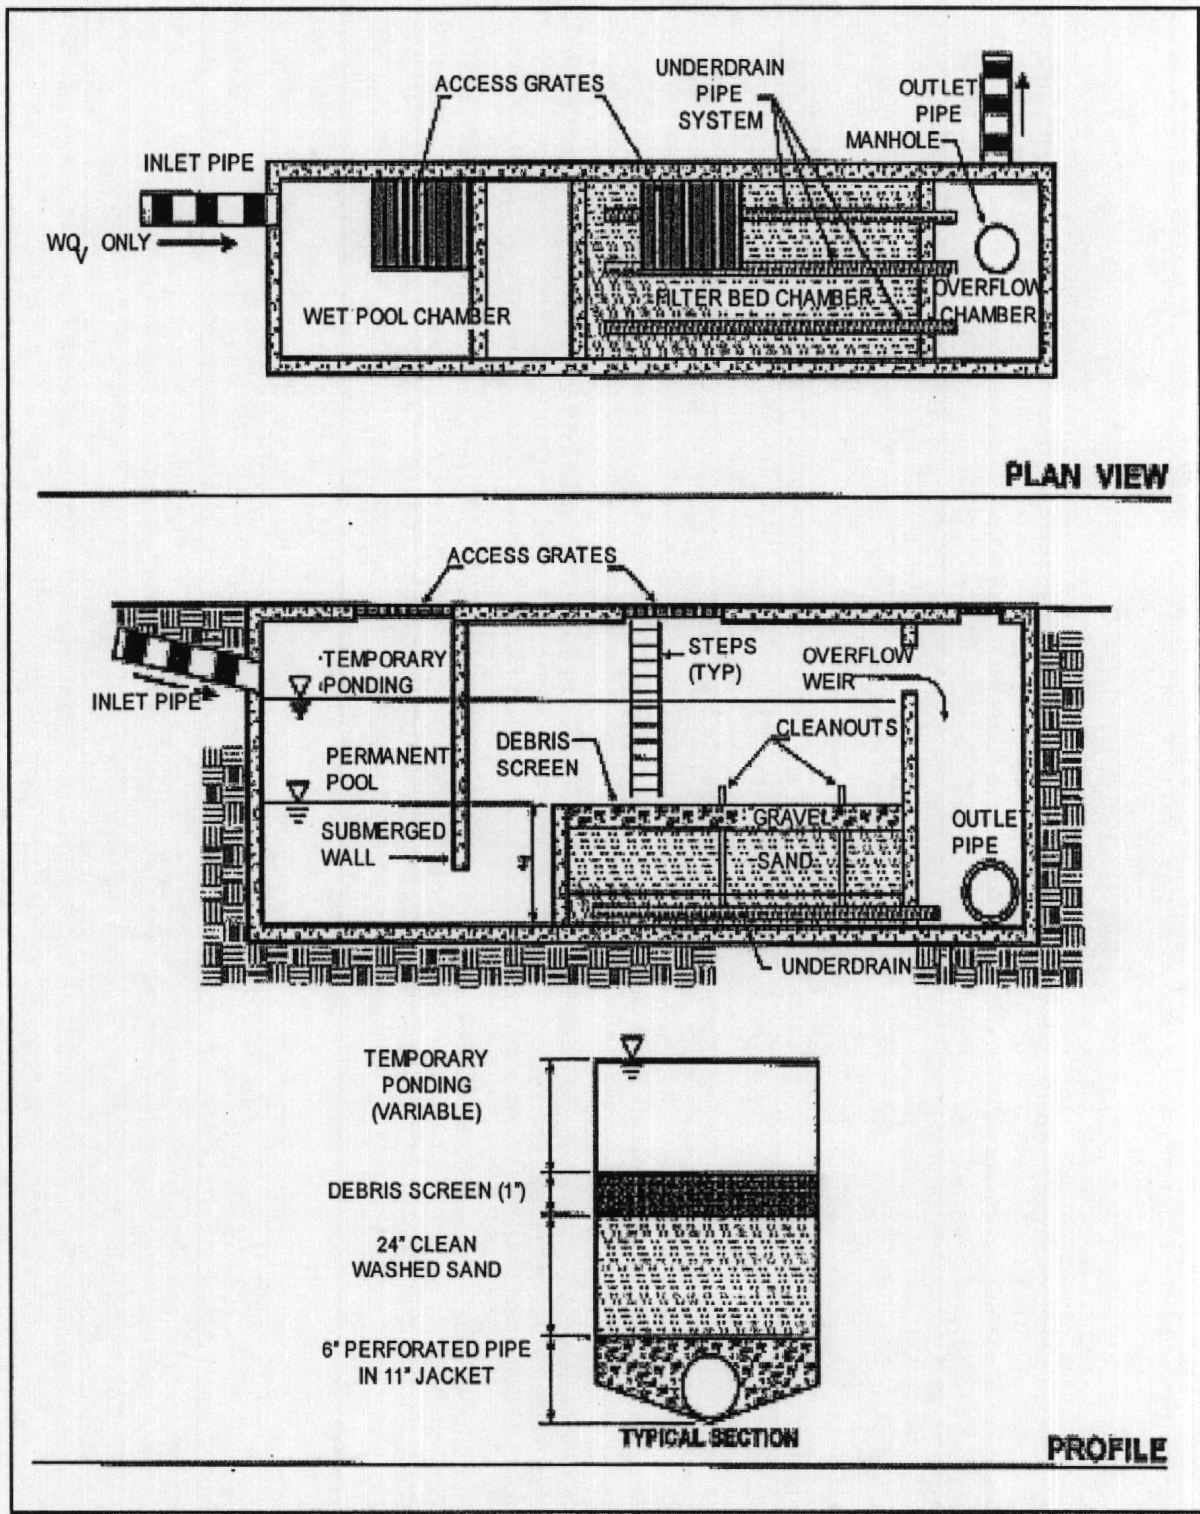 ACCESS GRATES
UNDERDRAIN
PIPE
SYSTEM
OUTLET
PIPE
MANHOLE
INLET PIPE
WQV ONLY
WET POOL CHAMBER
FILTER BED CHAMBER
OVERFLOW
CHAMBER
PLAN VIEW
ACCESS GRATES
TEMPORARY
PONDING
STEPS
(TYP)
OVERFLOW
WEIR
INLET PIPE
CLEANOUTS
DEBRIS
SCREEN
PERMANENT
POOL
GRAVEL
OUTLET
PIPE
SUBMERGED
WALL
SAND
UNDERDRAIN
TEMPORARY
PONDING
(VARIABLE)
DEBRIS SCREEN (1")
24" CLEAN
WASHED SAND
6" PERFORATED PIPE
IN 11" JACKET
TYPICAL SECTION
PROFILE